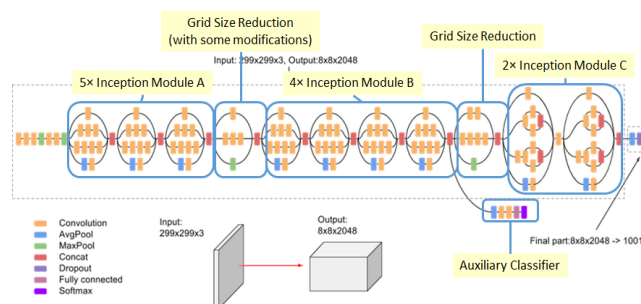 Grid Size Reduction
(with some modifications)
Grid Size Reduction
Input: 299x299x3, Output:8x8x2048
5× Inception Module A
4× Inception Module B
2× Inception Module C
Convolution
AvgPool
MaxPool
Concat
Dropout
Fully connected
Softmax
Input:
299x299x3
Output:
8x8x2048
Auxiliary Classifier
Final part:8x8x2048 -> 1001